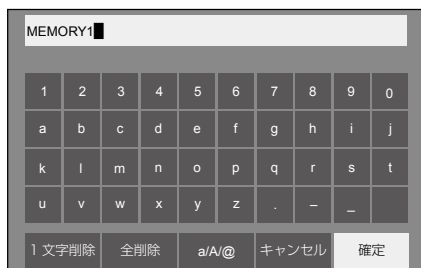 MEMORY1
1 2 3 4 5 6 7 8 9 0
a b c d e f g h i j
k l m n o p q r s t
u v w x y z . – _
1文字削除 全削除 a/A/@ キャンセル 確定